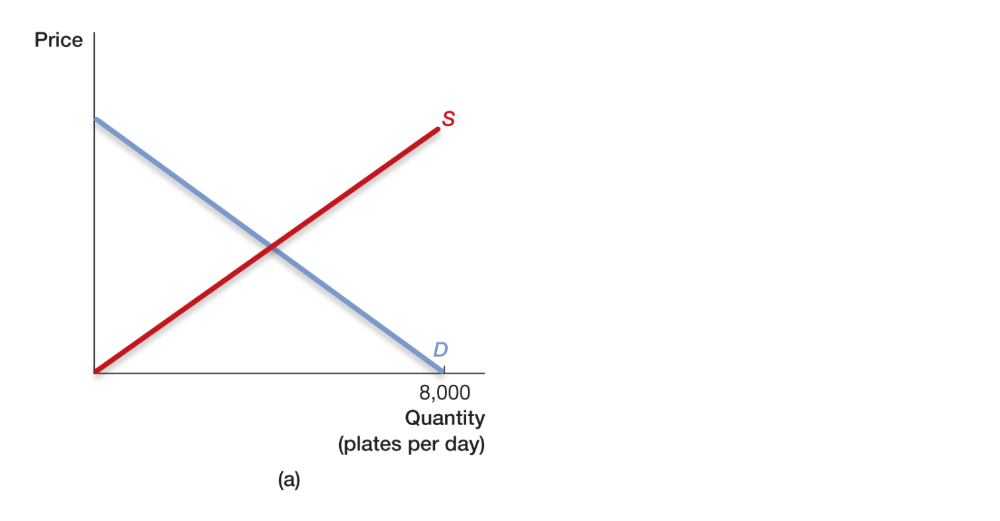 Price
S
D
8,000
Quantity
(plates per day)
(a)